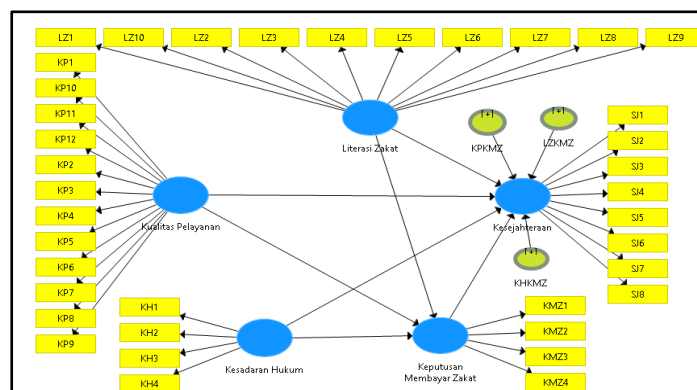 LZ1 LZ10 LZ2 LZ3 LZ4 LZ5 LZ6 LZ7 LZ8 LZ9
KP1
KP10
KP11
KP12
KP2
KP3
KP4
KP5
KP6
KP7
KP8
KP9
Literasi Zakat
KPKMZ
LZKMZ
Kualitas Pelayanan
Kesejahteraan
KHKMZ
SJ1
SJ2
SJ3
SJ4
SJ5
SJ6
SJ7
SJ8
KH1
KH2
KH3
KH4
Kesadaran Hukum
Keputusan
Membayar Zakat
KMZ1
KMZ2
KMZ3
KMZ4